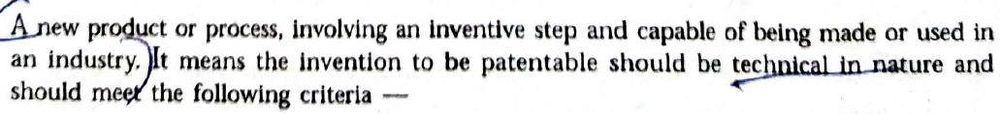 A new product or process, involving an inventive step and capable of being made or used in
an industry. It means the invention to be patentable should be technical in nature and
should meet the following criteria —